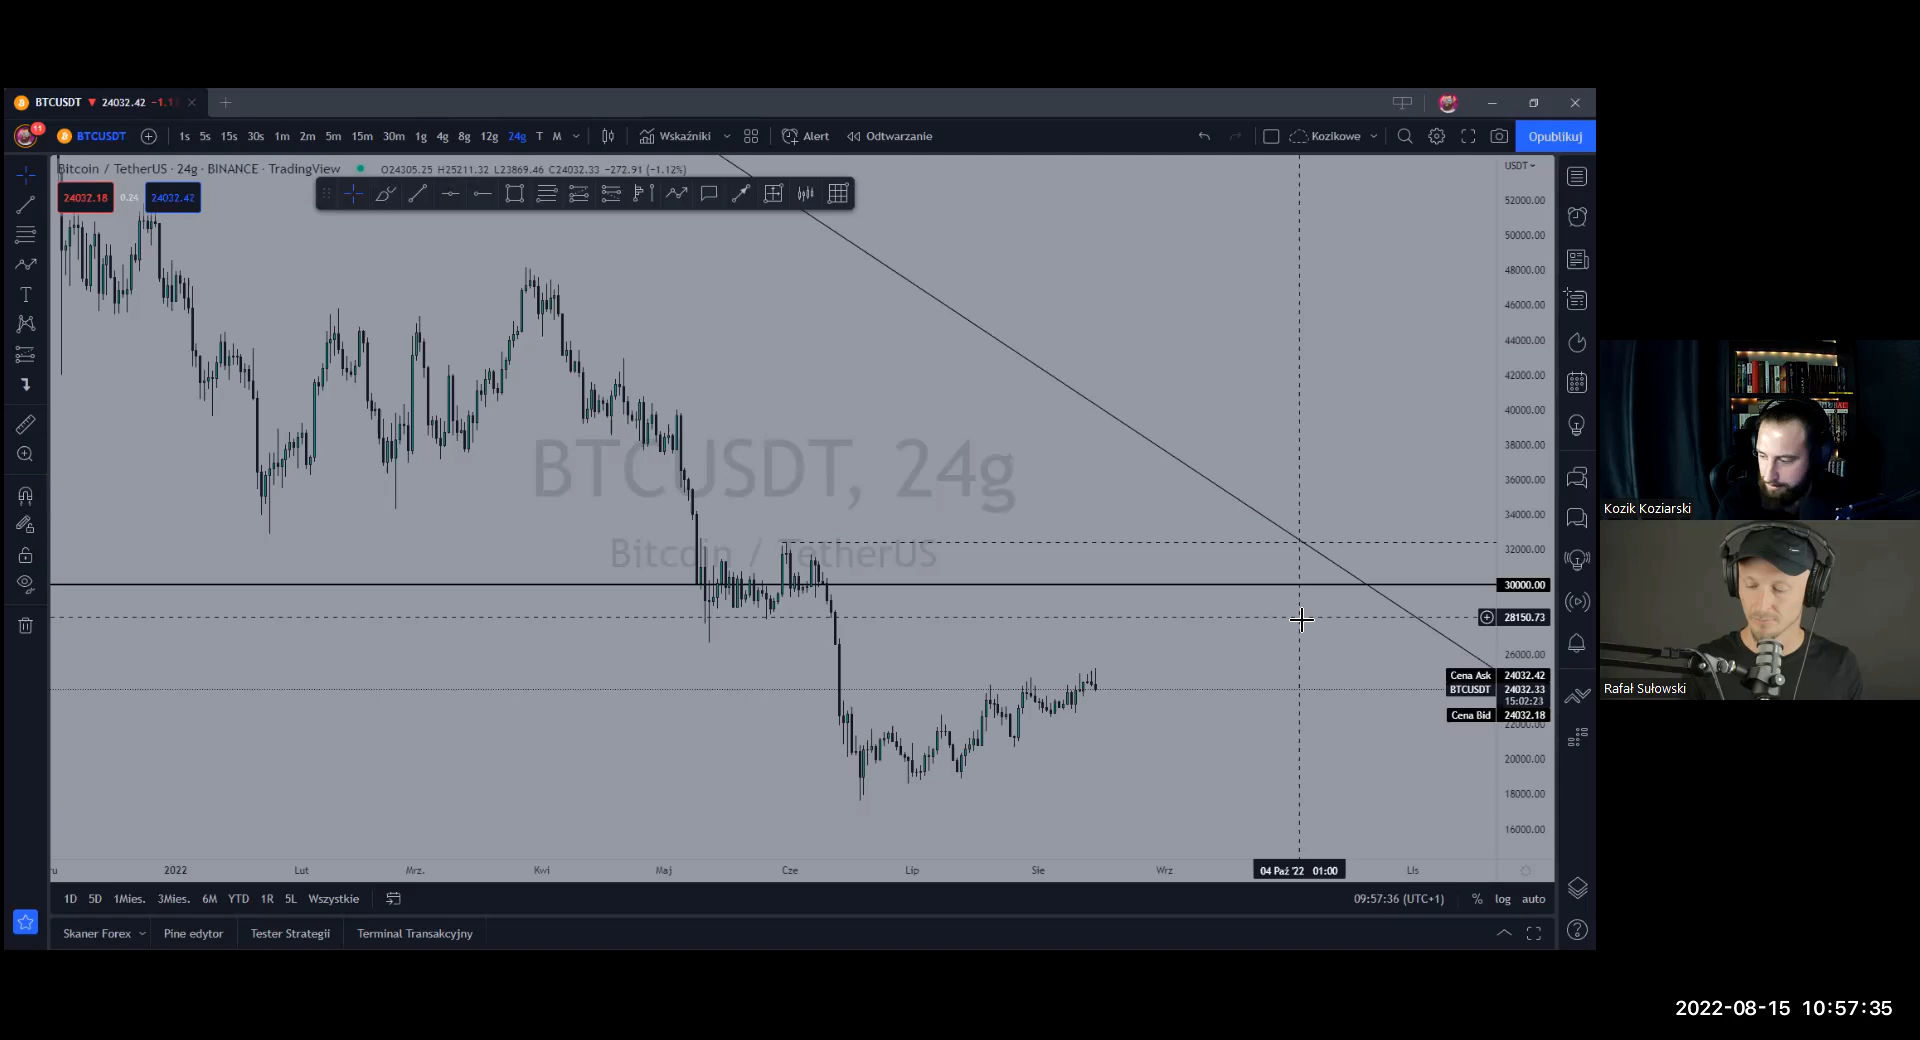 BTCUSDT ▼ 24032.42
11 BTCUSDT 1s 5s 15s 30s 1m 2m 5m 15m 30m 1g 4g 8g 12g 24g T M Wskaźniki Alert Odtwarzanie Kozikowe Opublikuj
Bitcoin / TetherUS · 24g · BINANCE · TradingView O24305.25 H25211.32 L23869.46 C24032.33 −272.91 (−1.12%) USDT
24032.18 0.24 24032.42
52000.00
50000.00
48000.00
46000.00
44000.00
42000.00
40000.00
38000.00
BTCUSDT, 24g
36000.00
34000.00
Bitcoin / TetherUS
32000.00
30000.00
28150.73
26000.00
Cena Ask 24032.42
BTCUSDT 24032.33
15:02:23
Cena Bid 24032.18
22000.00
20000.00
18000.00
16000.00
2022 Lut Mrz. Kwi Maj Cze Lip Sie Wrz 04 Paź '22 01:00 Lis
1D 5D 1Mies. 3Mies. 6M YTD 1R 5L Wszystkie 09:57:36 (UTC+1) % log auto
Skaner Forex Pine edytor Tester Strategii Terminal Transakcyjny
Kozik Koziarski
Rafał Sułowski
2022-08-15 10:57:35